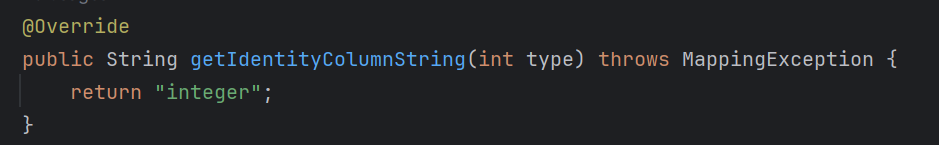 @Override
public String getIdentityColumnString(int type) throws MappingException {
    return "integer";
}